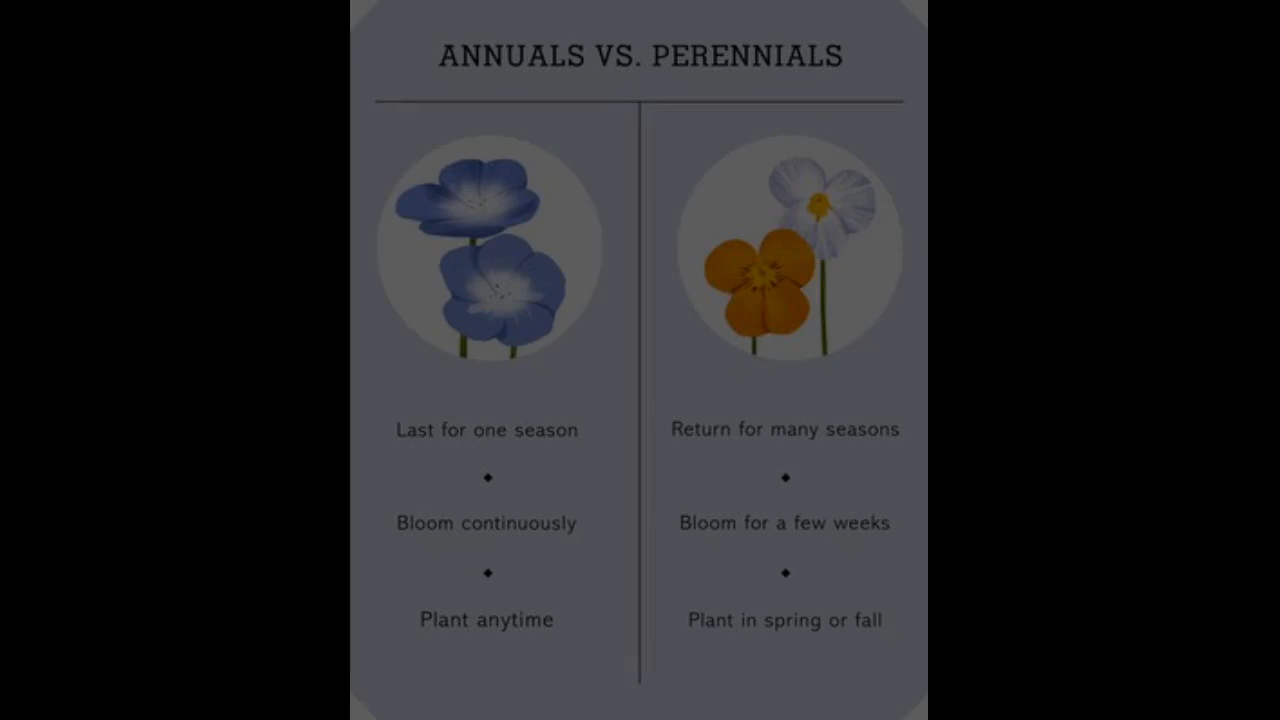 ANNUALS VS. PERENNIALS
Last for one season
Bloom continuously
Plant anytime
Return for many seasons
Bloom for a few weeks
Plant in spring or fall